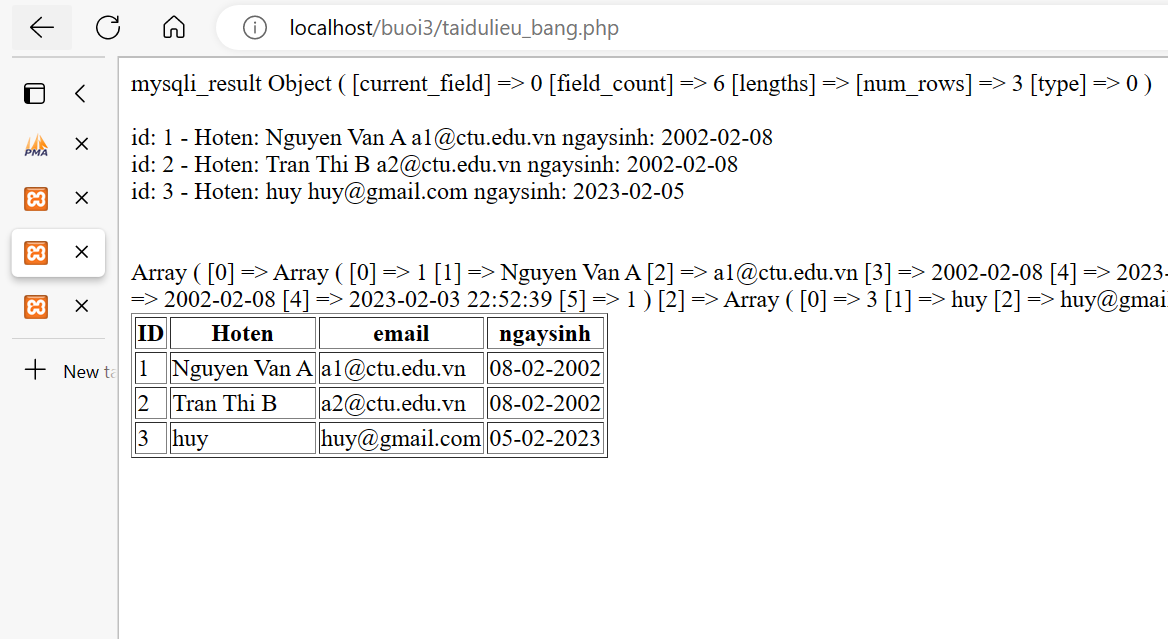 localhost/buoi3/taidulieu_bang.php
mysqli_result Object ( [current_field] => 0 [field_count] => 6 [lengths] => [num_rows] => 3 [type] => 0 )
id: 1 - Hoten: Nguyen Van A a1@ctu.edu.vn ngaysinh: 2002-02-08
id: 2 - Hoten: Tran Thi B a2@ctu.edu.vn ngaysinh: 2002-02-08
PMA
id: 3 - Hoten: huy huy@gmail.com ngaysinh: 2023-02-05
Array ( [0] => Array ( [0] => 1 [1] => Nguyen Van A [2] => a1@ctu.edu.vn [3] => 2002-02-08 [4] => 2023-
=> 2002-02-08 [4] => 2023-02-03 22:52:39 [5] => 1 ) [2] => Array ( [0] => 3 [1] => huy [2] => huy@gmai
ID Hoten email ngaysinh
1 Nguyen Van A a1@ctu.edu.vn 08-02-2002
New ta
2 Tran Thi B a2@ctu.edu.vn 08-02-2002
3 huy huy@gmail.com 05-02-2023